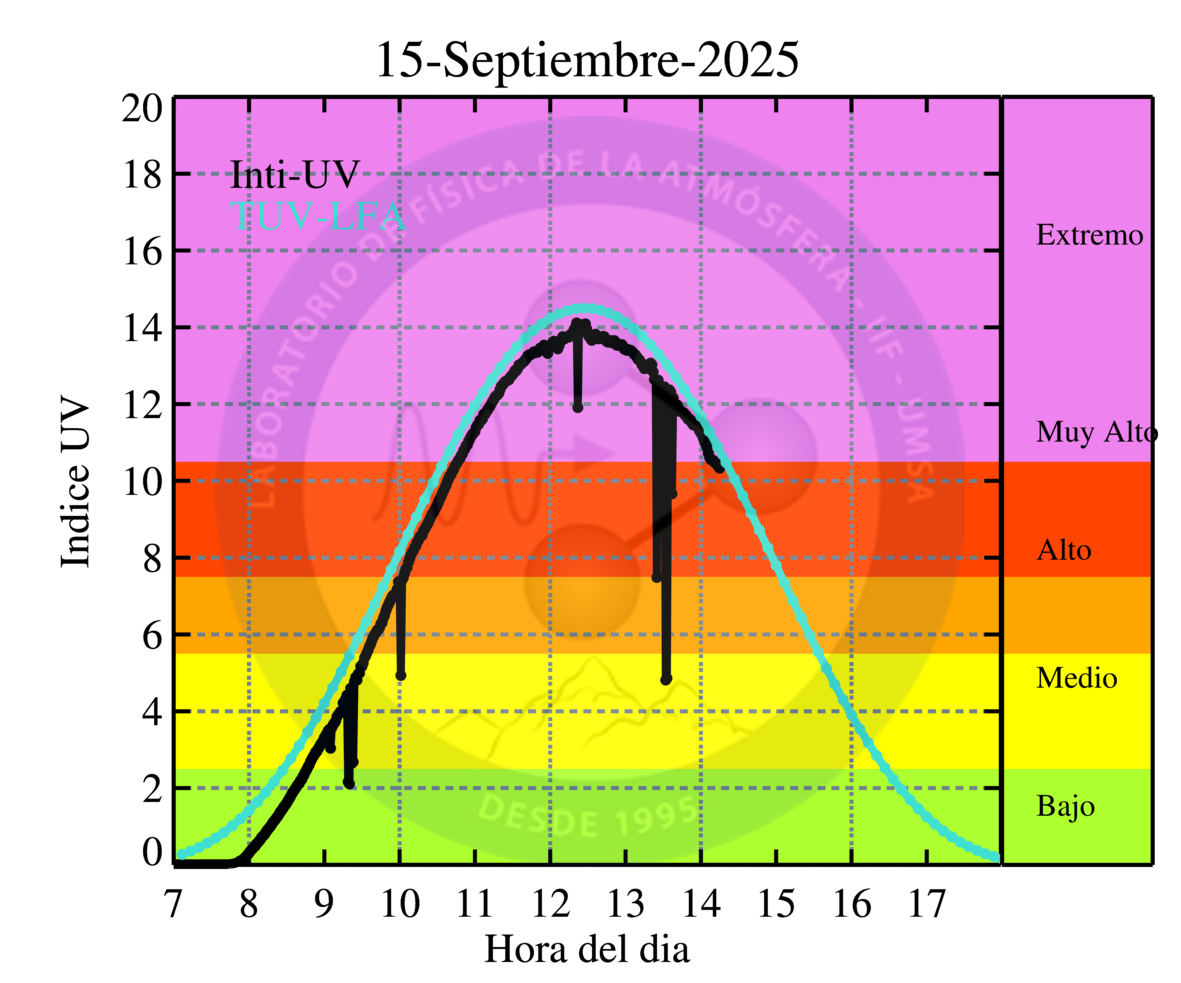 15-Septiembre-2025
20
18
16
14
12
10
8
6
4
2
0
Indice UV
Inti-UV
TUV-LFA
LABORATORIO DE FÍSICA DE LA ATMÓSFERA - IIF - UMSA
DESDE 1995
Extremo
Muy Alto
Alto
Medio
Bajo
7 8 9 10 11 12 13 14 15 16 17
Hora del dia